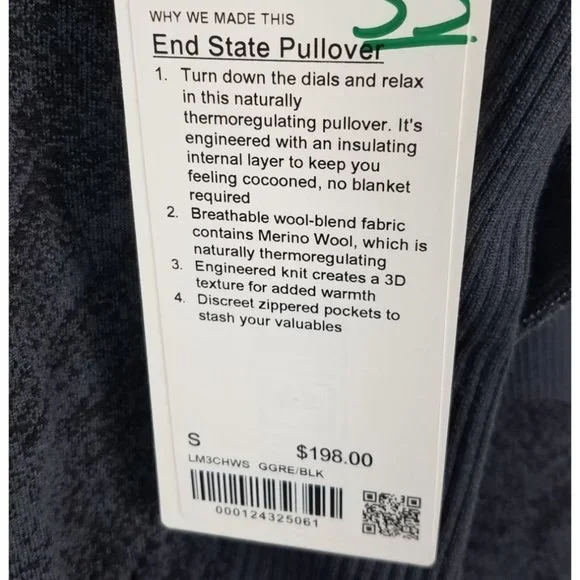 55
WHY WE MADE THIS
End State Pullover
1. Turn down the dials and relax
in this naturally
thermoregulating pullover. It's
engineered with an insulating
internal layer to keep you
feeling cocooned, no blanket
required
2. Breathable wool-blend fabric
contains Merino Wool, which is
naturally thermoregulating
3. Engineered knit creates a 3D
texture for added warmth
4. Discreet zippered pockets to
stash your valuables
S $198.00
LM3CHWS GGRE/BLK
000124325061